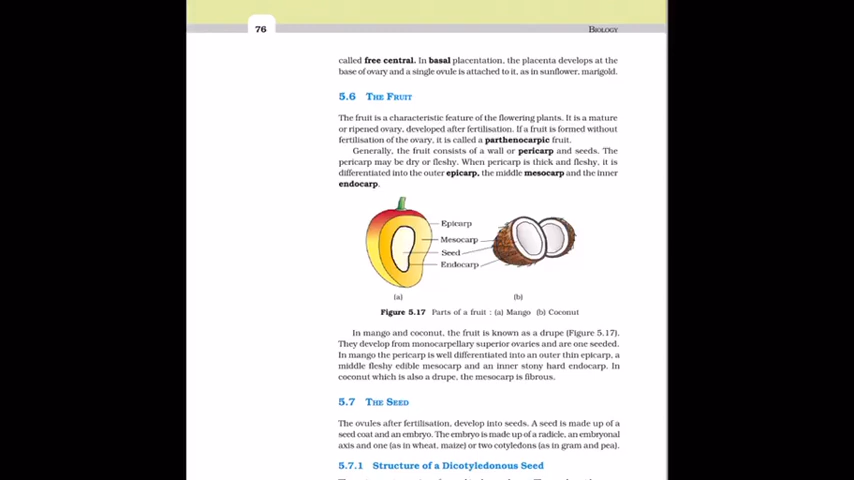 76
BIOLOGY
called free central. In basal placentation, the placenta develops at the
base of ovary and a single ovule is attached to it, as in sunflower, marigold.
5.6 THE FRUIT
The fruit is a characteristic feature of the flowering plants. It is a mature
or ripened ovary, developed after fertilisation. If a fruit is formed without
fertilisation of the ovary, it is called a parthenocarpic fruit.
Generally, the fruit consists of a wall or pericarp and seeds. The
pericarp may be dry or fleshy. When pericarp is thick and fleshy, it is
differentiated into the outer epicarp, the middle mesocarp and the inner
endocarp.
Epicarp
Mesocarp
Seed
Endocarp
(a) (b)
Figure 5.17 Parts of a fruit : (a) Mango (b) Coconut
In mango and coconut, the fruit is known as a drupe (Figure 5.17).
They develop from monocarpellary superior ovaries and are one seeded.
In mango the pericarp is well differentiated into an outer thin epicarp, a
middle fleshy edible mesocarp and an inner stony hard endocarp. In
coconut which is also a drupe, the mesocarp is fibrous.
5.7 THE SEED
The ovules after fertilisation, develop into seeds. A seed is made up of a
seed coat and an embryo. The embryo is made up of a radicle, an embryonal
axis and one (as in wheat, maize) or two cotyledons (as in gram and pea).
5.7.1 Structure of a Dicotyledonous Seed